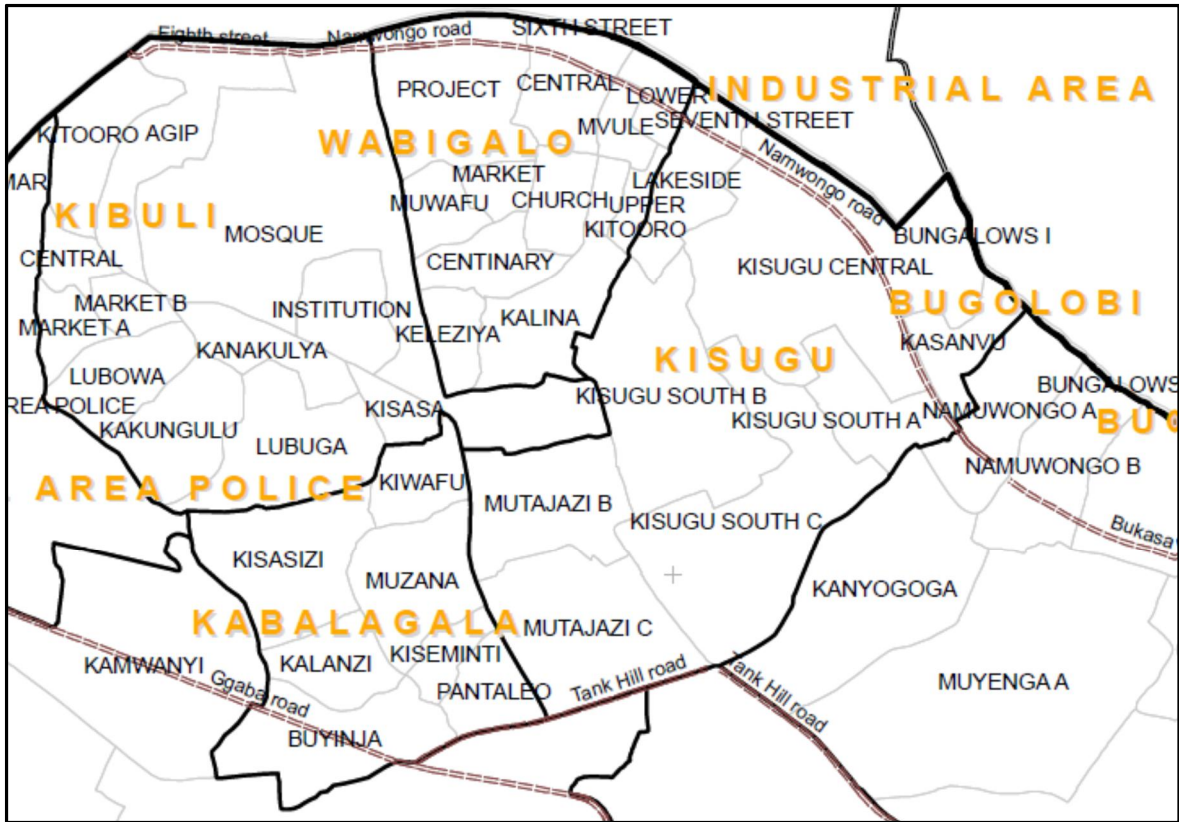 SIXTH STREET
Eighth street
Namwongo road
INDUSTRIAL AREA
PROJECT
CENTRAL
LOWER
MVULE
SEVENTH STREET
KITOORO AGIP
WABIGALO
Namwongo road
MARKET
LAKESIDE
MAR
MUWAFU
CHURCH
UPPER
KIBULI
KITOORO
MOSQUE
BUNGALOWS I
CENTRAL
CENTINARY
KISUGU CENTRAL
MARKET B
INSTITUTION
BUGOLOBI
MARKET A
KALINA
KELEZIYA
KASANVU
KANAKULYA
KISUGU
LUBOWA
BUNGALOWS
KISUGU SOUTH B
REA POLICE
KISASA
KISUGU SOUTH A
NAMUWONGO A
BUG
KAKUNGULU
LUBUGA
NAMUWONGO B
AREA POLICE
KIWAFU
MUTAJAZI B
KISUGU SOUTH C
Bukasa
KISASIZI
MUZANA
KANYOGOGA
KABALAGALA
MUTAJAZI C
KAMWANYI
KALANZI
KISEMINTI
Ggaba road
PANTALEO
Tank Hill road
Tank Hill road
MUYENGA A
BUYINJA